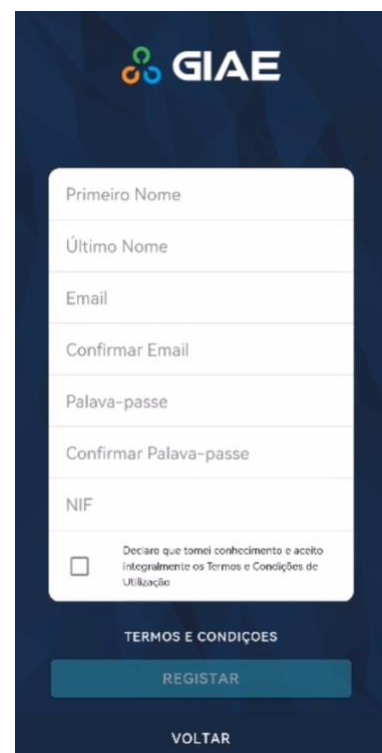 GIAE
Primeiro Nome
Último Nome
Email
Confirmar Email
Palava-passe
Confirmar Palava-passe
NIF
Declaro que tomei conhecimento e aceito
integralmente os Termos e Condições de
Utilização
TERMOS E CONDIÇOES
REGISTAR
VOLTAR